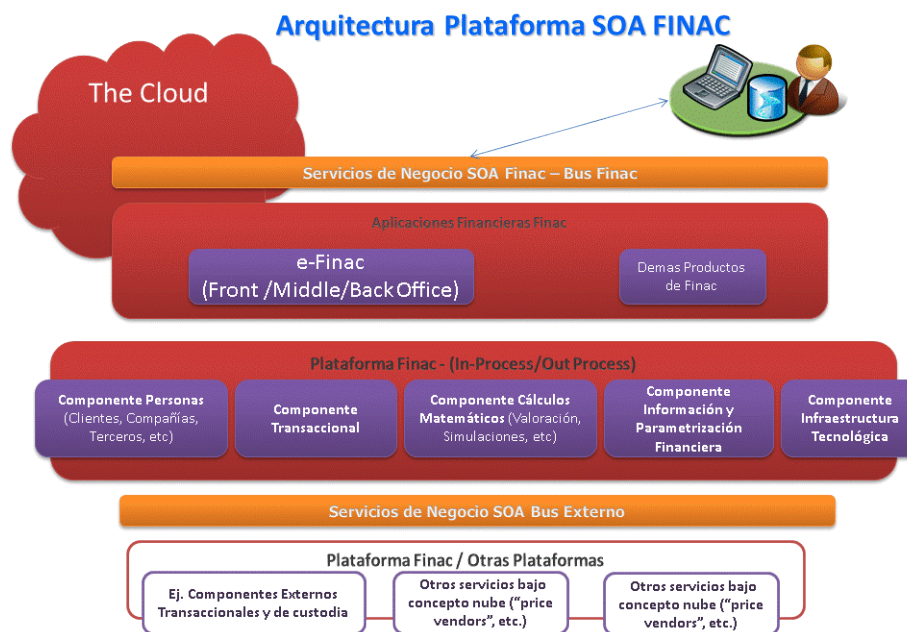 Arquitectura Plataforma SOA FINAC
The Cloud
Servicios de Negocio SOA Finac – Bus Finac
Aplicaciones Financieras Finac
e-Finac
(Front /Middle/Back Office)
Demas Productos
de Finac
Plataforma Finac - (In-Process/Out Process)
Componente Personas
(Clientes, Compañías,
Terceros, etc)
Componente
Transaccional
Componente Cálculos
Matemáticos (Valoración,
Simulaciones, etc)
Componente
Información y
Parametrización
Financiera
Componente
Infraestructura
Tecnológica
Servicios de Negocio SOA Bus Externo
Plataforma Finac / Otras Plataformas
Ej. Componentes Externos
Transaccionales y de custodia
Otros servicios bajo
concepto nube (“price
vendors”, etc.)
Otros servicios bajo
concepto nube (“price
vendors”, etc.)